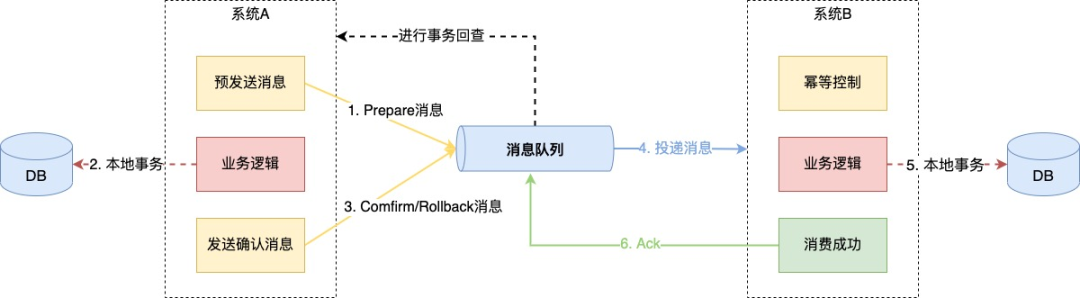 系统A
系统B
进行事务回查
预发送消息
幂等控制
1. Prepare消息
消息队列
4. 投递消息
DB
2. 本地事务
业务逻辑
业务逻辑
5. 本地事务
DB
3. Comfirm/Rollback消息
发送确认消息
6. Ack
消费成功